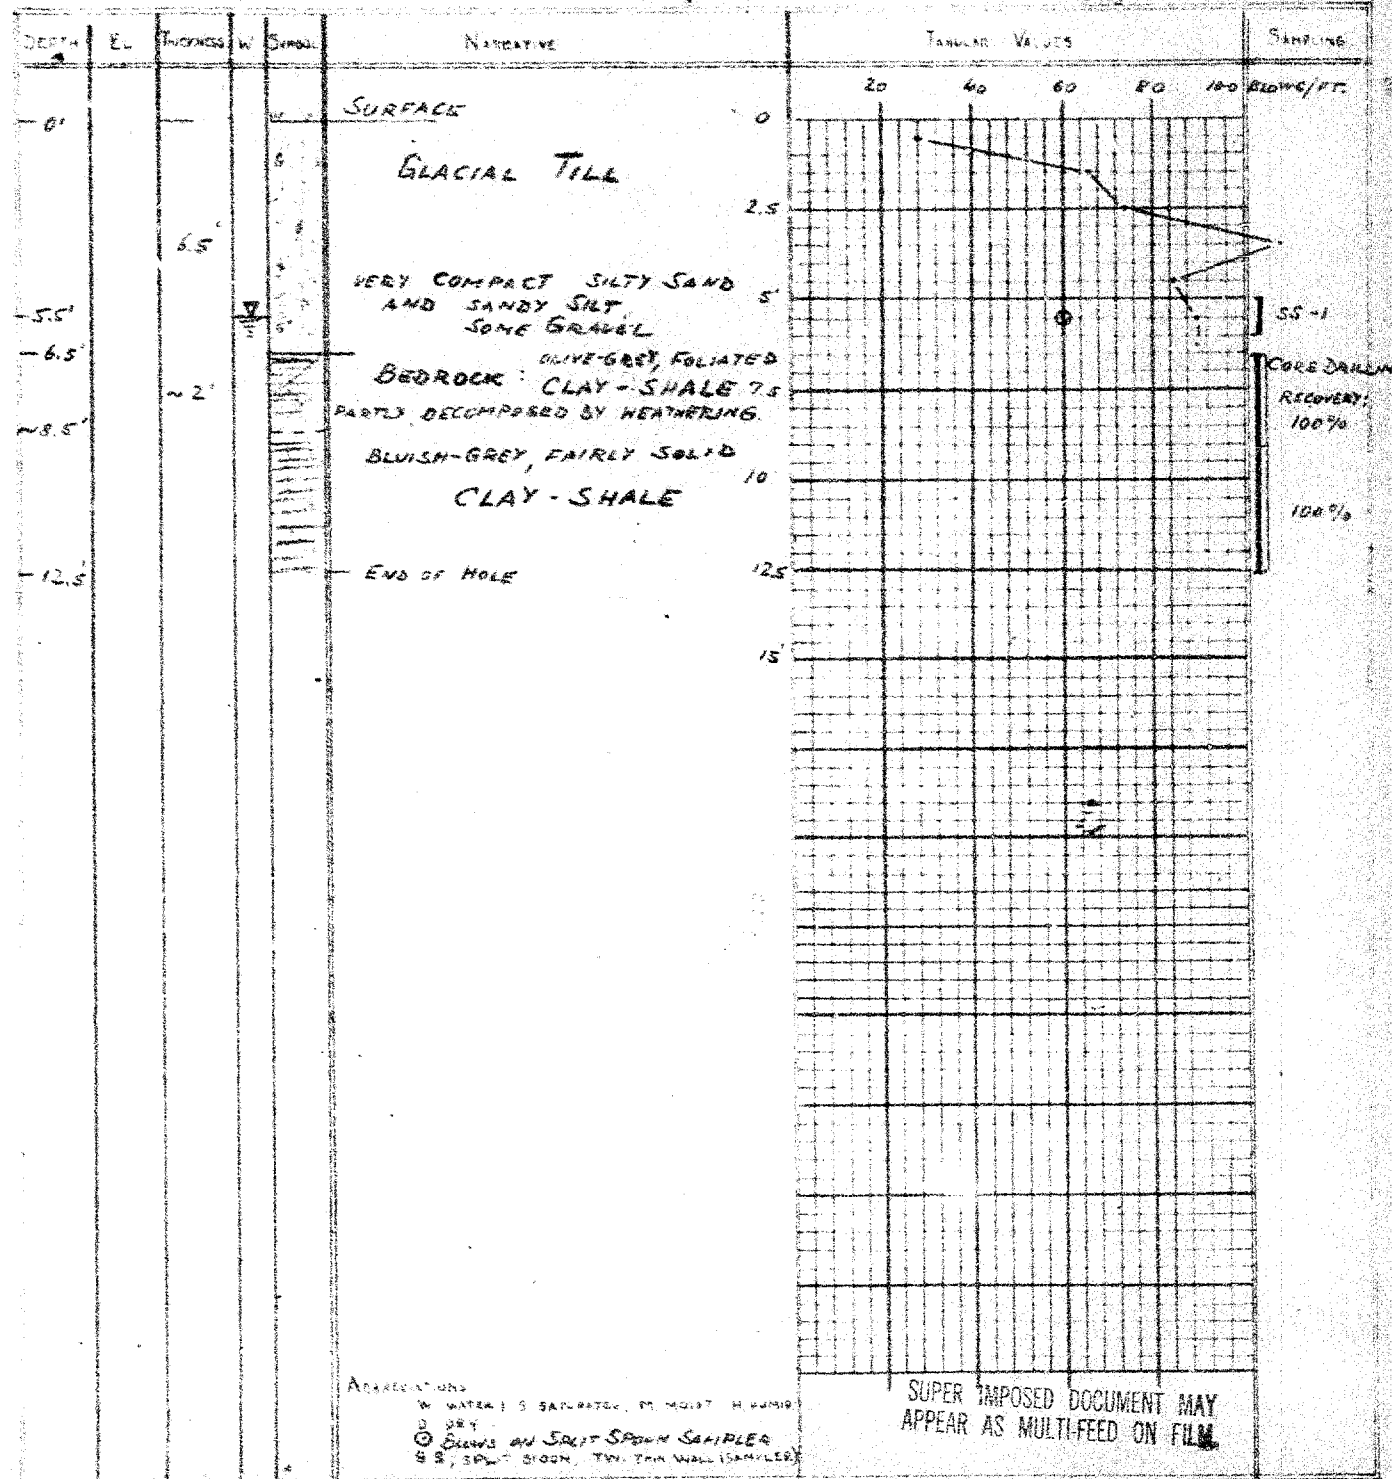 DEPTH EL THICKNESS W SYMBOL NARRATIVE TABULAR VALUES SAMPLING
20 40 60 80 100 BLOWS/FT.
0' SURFACE 0
GLACIAL TILL
2.5
6.5'
VERY COMPACT SILTY SAND
AND SANDY SILT. 5'
5.5' SOME GRAVEL SS-1
6.5' OLIVE-GREY, FOLIATED
BEDROCK: CLAY-SHALE 7.5 CORE DRILLING
~2' PARTLY DECOMPOSED BY WEATHERING. RECOVERY:
100%
~8.5'
BLUISH-GREY, FAIRLY SOLID
10
CLAY-SHALE 100%
12.5' END OF HOLE 12.5
15'
ABBREVIATIONS
W WATER; S SATURATED, M MOIST H HUMID
D DRY
BLOWS ON SPLIT SPOON SAMPLER
SS, SPLIT SPOON, TW. THIN WALL (SAMPLER)
SUPER IMPOSED DOCUMENT MAY
APPEAR AS MULTI-FEED ON FILM.